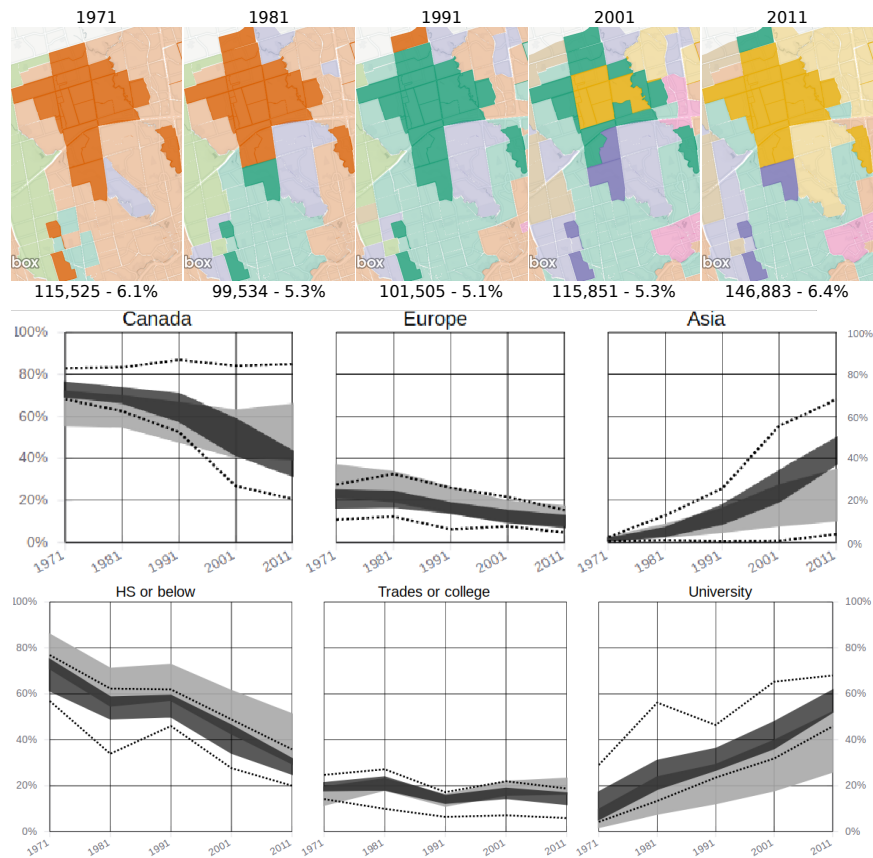 1971 1981 1991 2001 2011
box box box box box
115,525 - 6.1% 99,534 - 5.3% 101,505 - 5.1% 115,851 - 5.3% 146,883 - 6.4%
Canada Europe Asia
100% 100%
80% 80%
60% 60%
40% 40%
20% 20%
0% 0%
1971 1981 1991 2001 2011 1971 1981 1991 2001 2011 1971 1981 1991 2001 2011
HS or below Trades or college University
100% 100%
80% 80%
60% 60%
40% 40%
20% 20%
0% 0%
1971 1981 1991 2001 2011 1971 1981 1991 2001 2011 1971 1981 1991 2001 2011